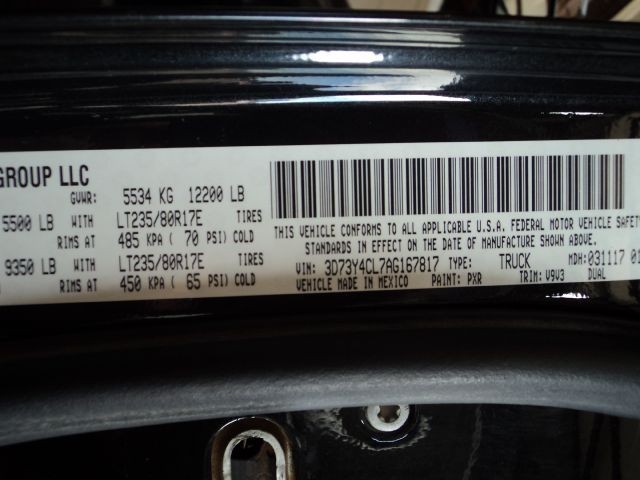 GROUP LLC
GVWR: 5534 KG 12200 LB
5500 LB WITH LT235/80R17E TIRES
RIMS AT 485 KPA ( 70 PSI) COLD
9350 LB WITH LT235/80R17E TIRES
RIMS AT 450 KPA ( 65 PSI) COLD
THIS VEHICLE CONFORMS TO ALL APPLICABLE U.S.A. FEDERAL MOTOR VEHICLE SAFETY
STANDARDS IN EFFECT ON THE DATE OF MANUFACTURE SHOWN ABOVE.
VIN: 3D73Y4CL7AG167817 TYPE: TRUCK MDH: 031117 01
VEHICLE MADE IN MEXICO PAINT: PXR TRIM: V9V3 DUAL